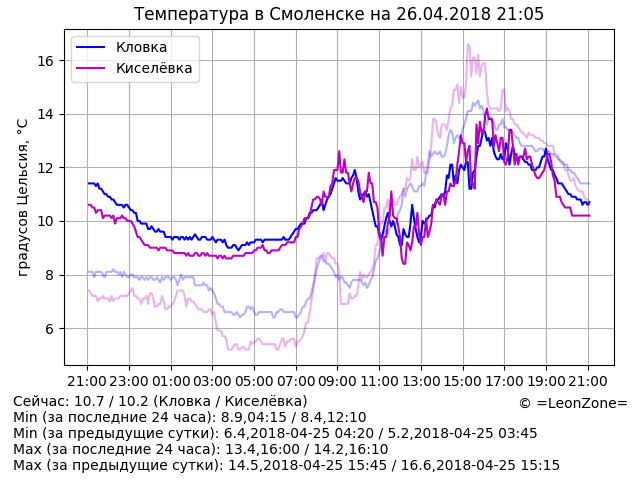 Температура в Смоленске на 26.04.2018 21:05
Кловка
Киселёвка
градусов Цельсия, °C
16
14
12
10
8
6
21:00 23:00 01:00 03:00 05:00 07:00 09:00 11:00 13:00 15:00 17:00 19:00 21:00
Сейчас: 10.7 / 10.2 (Кловка / Киселёвка)
© =LeonZone=
Min (за последние 24 часа): 8.9,04:15 / 8.4,12:10
Min (за предыдущие сутки): 6.4,2018-04-25 04:20 / 5.2,2018-04-25 03:45
Max (за последние 24 часа): 13.4,16:00 / 14.2,16:10
Max (за предыдущие сутки): 14.5,2018-04-25 15:45 / 16.6,2018-04-25 15:15